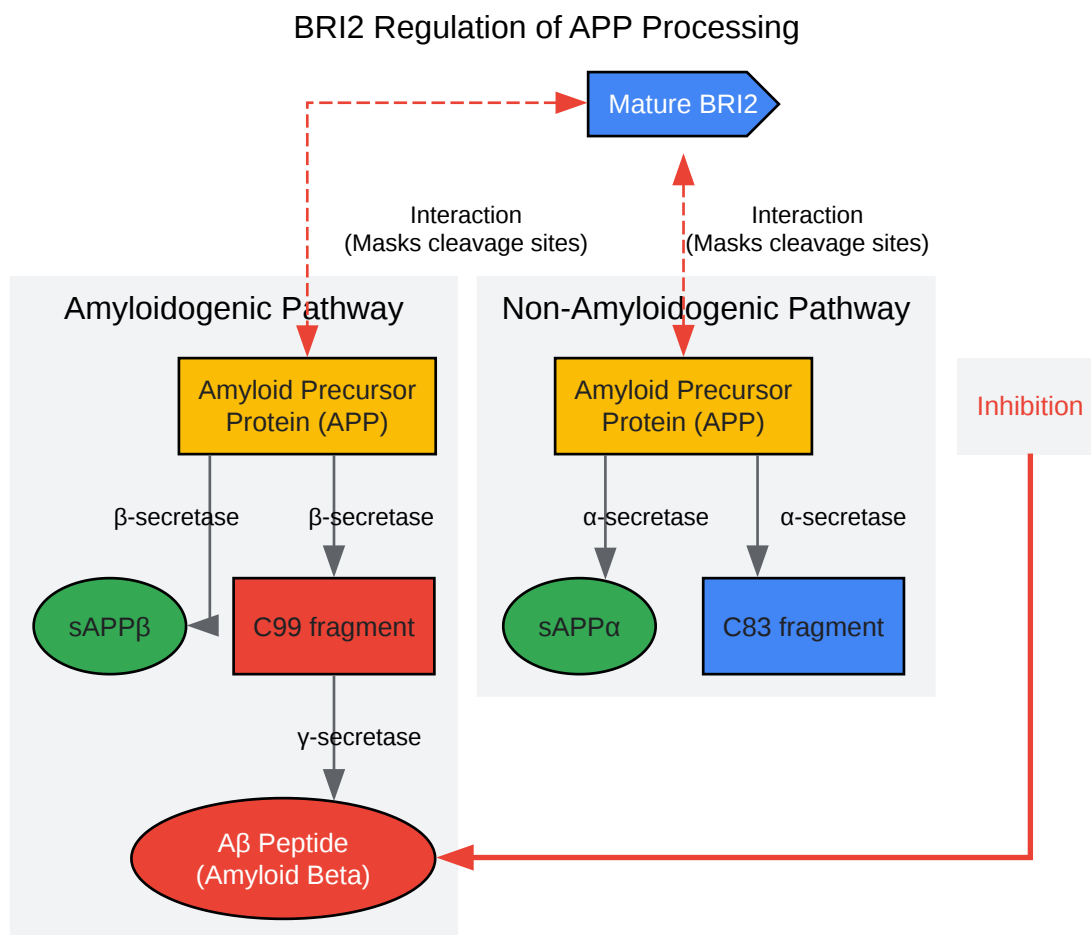 BRI2 Regulation of APP Processing
Mature BRI2
Interaction
(Masks cleavage sites)
Interaction
(Masks cleavage sites)
Amyloidogenic Pathway
Non-Amyloidogenic Pathway
Amyloid Precursor
Protein (APP)
Amyloid Precursor
Protein (APP)
Inhibition
β-secretase
β-secretase
α-secretase
α-secretase
sAPPβ
C99 fragment
sAPPα
C83 fragment
γ-secretase
Aβ Peptide
(Amyloid Beta)